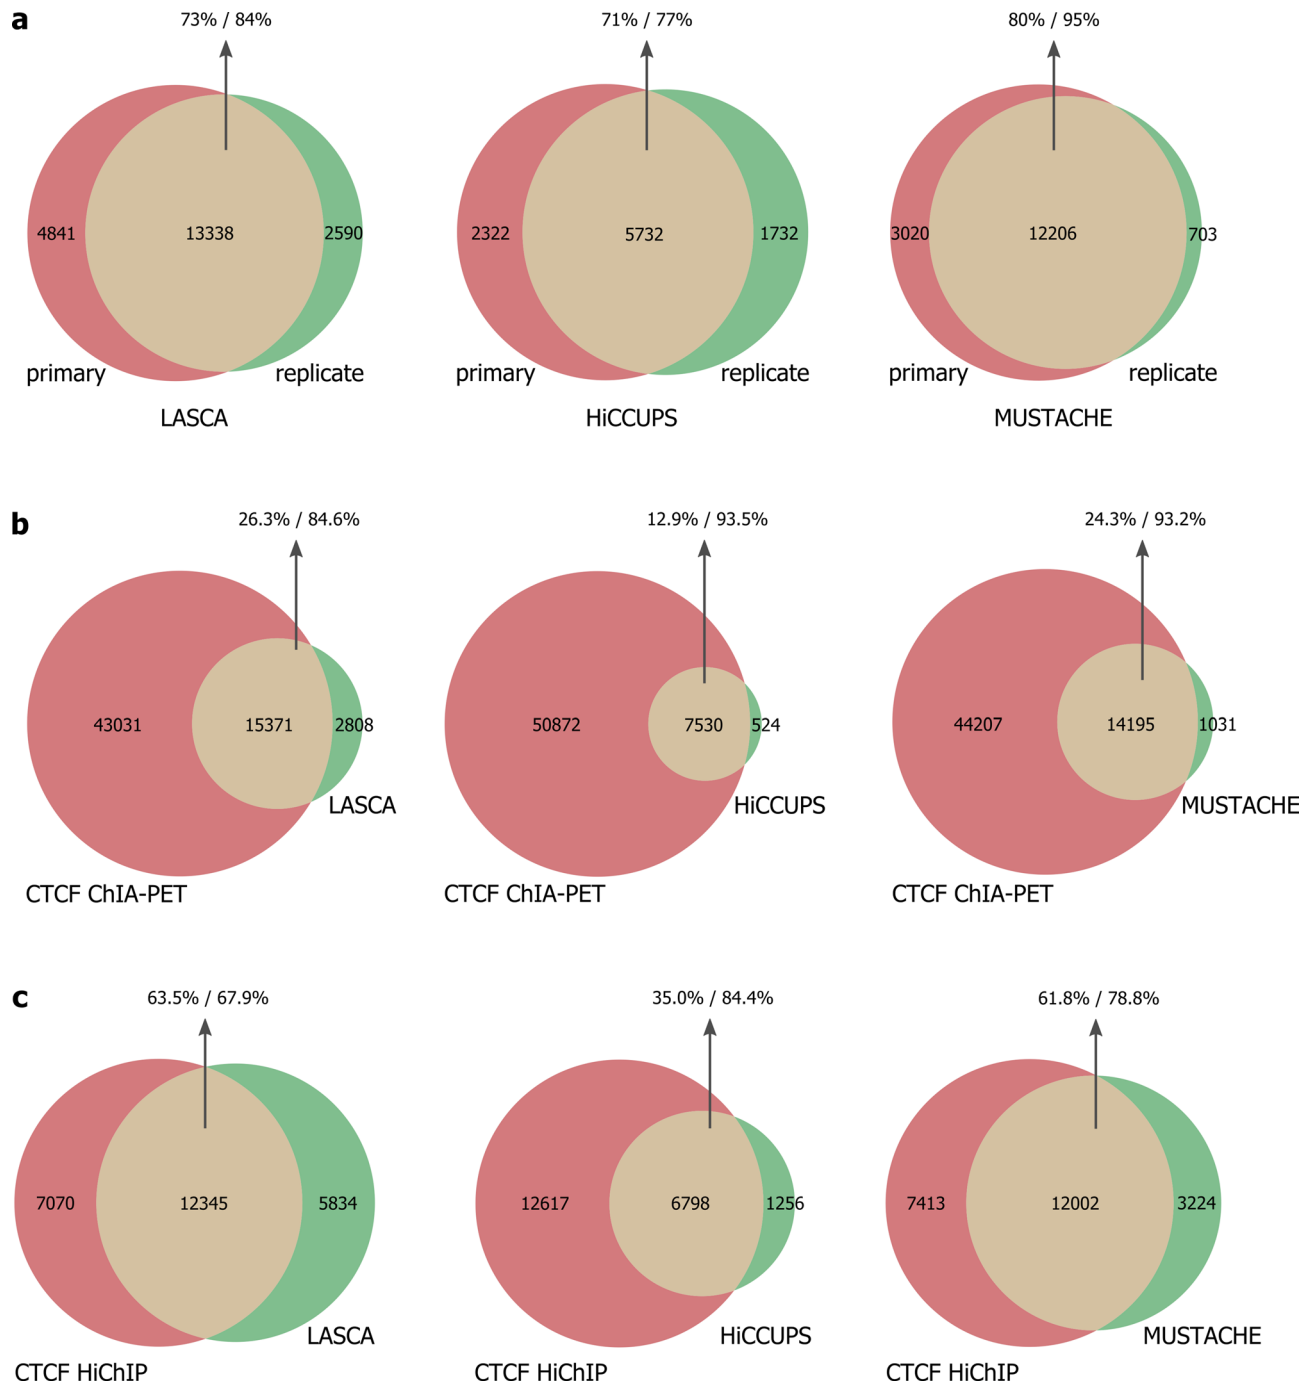 a
73% / 84%
71% / 77%
80% / 95%
4841
13338
2590
2322
5732
1732
3020
12206
703
primary
replicate
primary
replicate
primary
replicate
LASCA
HiCCUPS
MUSTACHE
b
26.3% / 84.6%
12.9% / 93.5%
24.3% / 93.2%
43031
15371
2808
50872
7530
524
44207
14195
1031
LASCA
HiCCUPS
MUSTACHE
CTCF ChIA-PET
CTCF ChIA-PET
CTCF ChIA-PET
c
63.5% / 67.9%
35.0% / 84.4%
61.8% / 78.8%
7070
12345
5834
12617
6798
1256
7413
12002
3224
LASCA
HiCCUPS
MUSTACHE
CTCF HiChIP
CTCF HiChIP
CTCF HiChIP